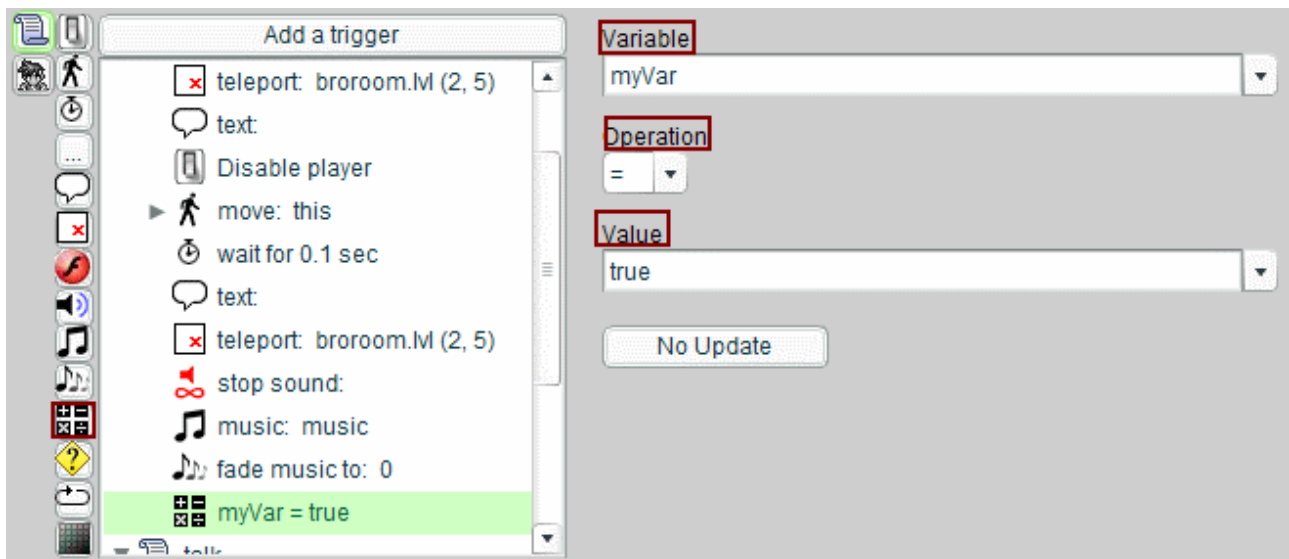 Add a trigger
teleport: broroom.lvl (2, 5)
text:
Disable player
move: this
wait for 0.1 sec
text:
teleport: broroom.lvl (2, 5)
stop sound:
music: music
fade music to: 0
myVar = true
Variable
myVar
Operation
=
Value
true
No Update